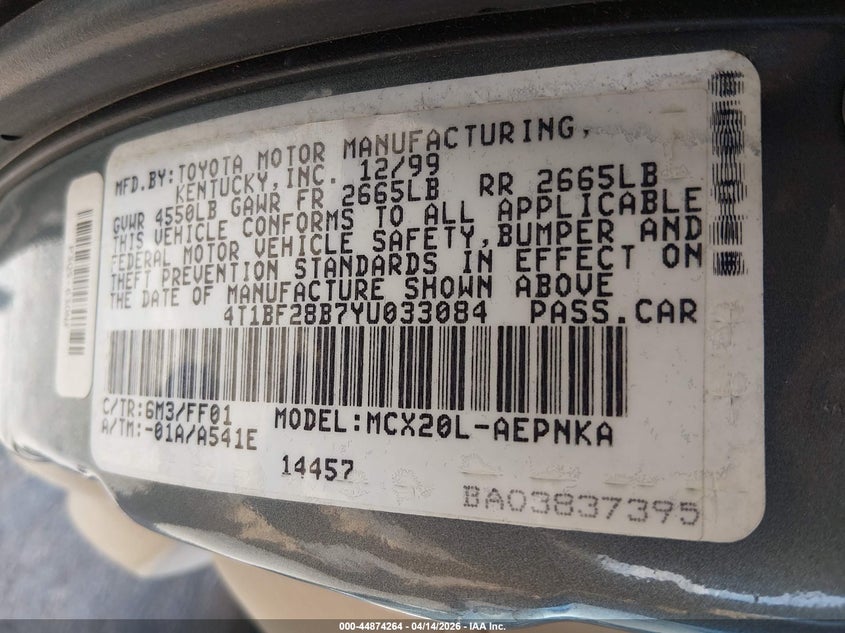 MFD.BY:TOYOTA MOTOR MANUFACTURING,
KENTUCKY,INC. 12/99
GVWR 4550LB GAWR FR 2665LB RR 2665LB
THIS VEHICLE CONFORMS TO ALL APPLICABLE
FEDERAL MOTOR VEHICLE SAFETY,BUMPER AND
THEFT PREVENTION STANDARDS IN EFFECT ON
THE DATE OF MANUFACTURE SHOWN ABOVE
4T1BF28B7YU033084 PASS.CAR
C/TR:6M3/FF01 MODEL:MCX20L-AEPNKA
A/TM:-01A/A541E
14457
BA03837395
000-44874264 - 04/14/2026 - IAA Inc.